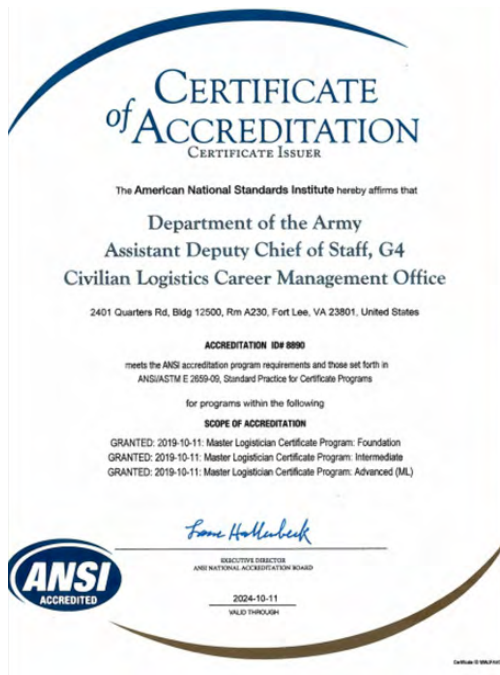 CERTIFICATE
of ACCREDITATION
CERTIFICATE ISSUER
The American National Standards Institute hereby affirms that
Department of the Army
Assistant Deputy Chief of Staff, G4
Civilian Logistics Career Management Office
2401 Quarters Rd, Bldg 12500, Rm A230, Fort Lee, VA 23801, United States
ACCREDITATION ID# 8890
meets the ANSI accreditation program requirements and those set forth in
ANSI/ASTM E 2659-09, Standard Practice for Certificate Programs
for programs within the following
SCOPE OF ACCREDITATION
GRANTED: 2019-10-11: Master Logistician Certificate Program: Foundation
GRANTED: 2019-10-11: Master Logistician Certificate Program: Intermediate
GRANTED: 2019-10-11: Master Logistician Certificate Program: Advanced (ML)
EXECUTIVE DIRECTOR
ANSI NATIONAL ACCREDITATION BOARD
ANSI
ACCREDITED
2024-10-11
VALID THROUGH
Certificate ID